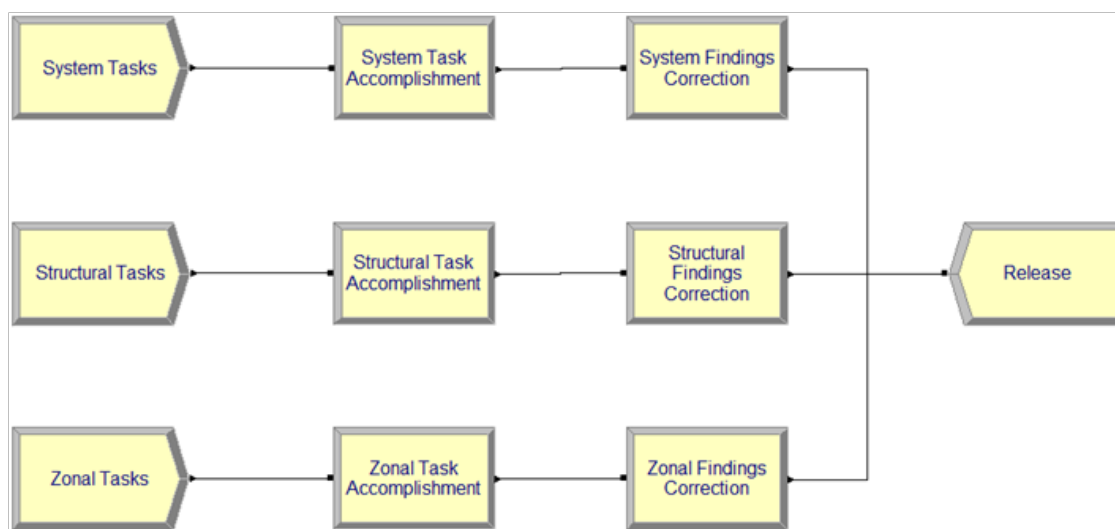 System Tasks
System Task
Accomplishment
System Findings
Correction
Structural Tasks
Structural Task
Accomplishment
Structural
Findings
Correction
Release
Zonal Tasks
Zonal Task
Accomplishment
Zonal Findings
Correction